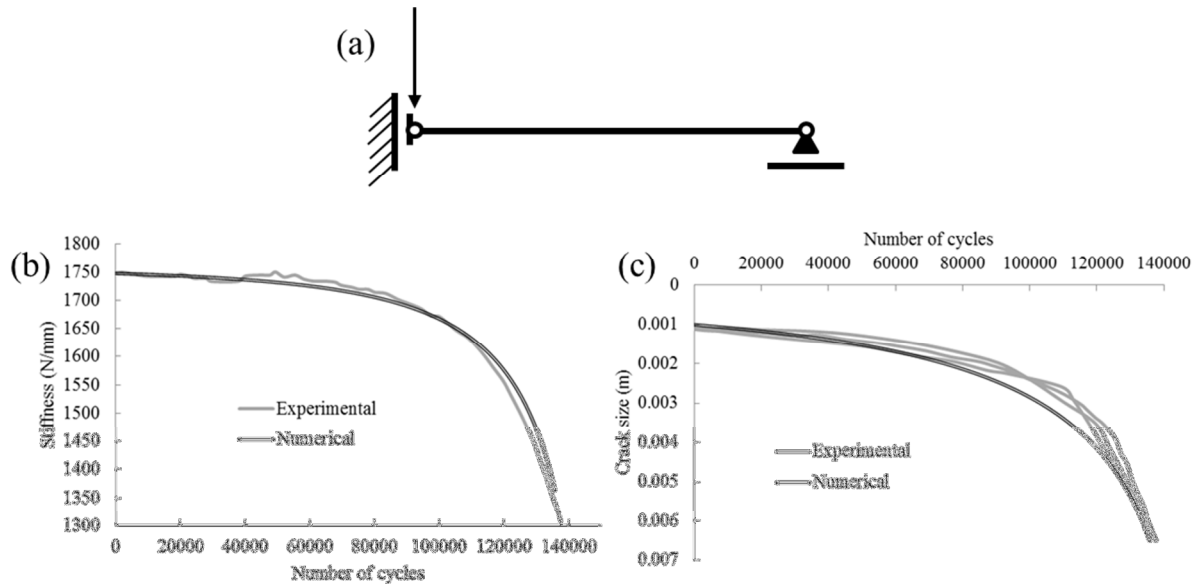 (a)
(b)
1800
1750
1700
1650
1600
1550
1500
1450
1400
1350
1300
Stiffness (N/mm)
Experimental
Numerical
0 20000 40000 60000 80000 100000 120000 140000
Number of cycles
(c)
Number of cycles
0 20000 40000 60000 80000 100000 120000 140000
0
0.001
0.002
0.003
0.004
0.005
0.006
0.007
Crack size (m)
Experimental
Numerical